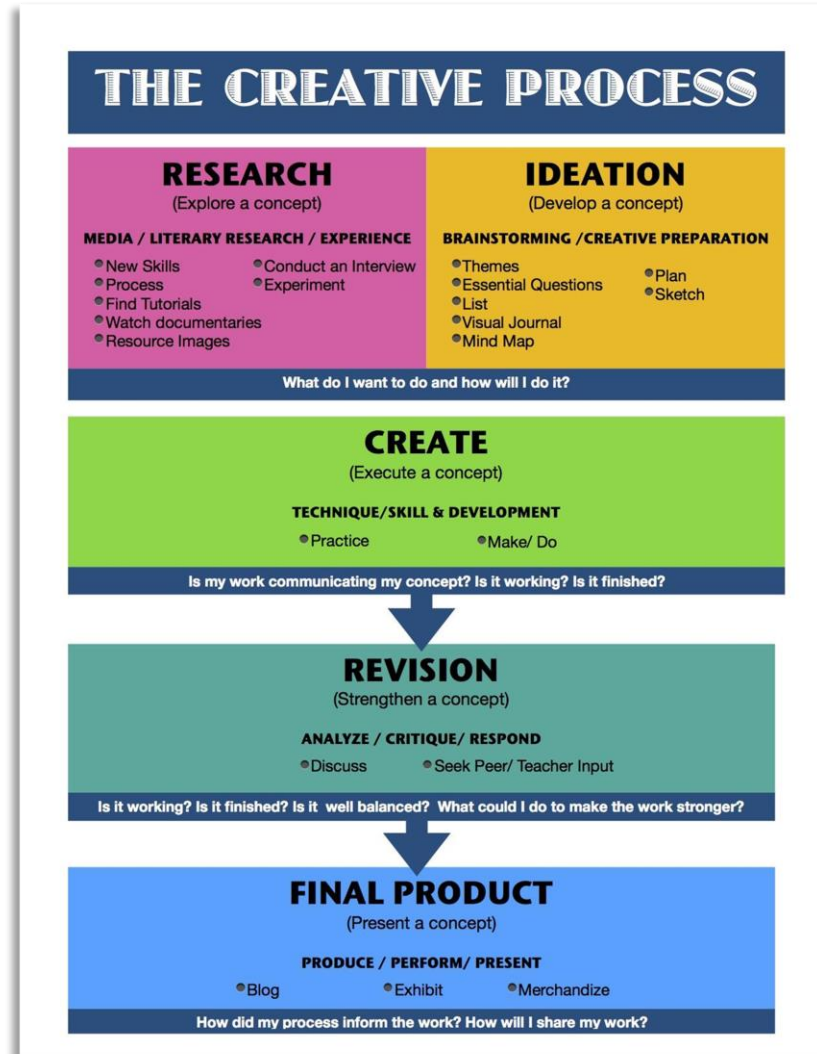 THE CREATIVE PROCESS
RESEARCH
(Explore a concept)
MEDIA / LITERARY RESEARCH / EXPERIENCE
New Skills
Process
Find Tutorials
Watch documentaries
Resource Images
Conduct an Interview
Experiment
IDEATION
(Develop a concept)
BRAINSTORMING /CREATIVE PREPARATION
Themes
Essential Questions
List
Visual Journal
Mind Map
Plan
Sketch
What do I want to do and how will I do it?
CREATE
(Execute a concept)
TECHNIQUE/SKILL & DEVELOPMENT
Practice
Make/ Do
Is my work communicating my concept? Is it working? Is it finished?
REVISION
(Strengthen a concept)
ANALYZE / CRITIQUE/ RESPOND
Discuss
Seek Peer/ Teacher Input
Is it working? Is it finished? Is it well balanced? What could I do to make the work stronger?
FINAL PRODUCT
(Present a concept)
PRODUCE / PERFORM/ PRESENT
Blog
Exhibit
Merchandize
How did my process inform the work? How will I share my work?